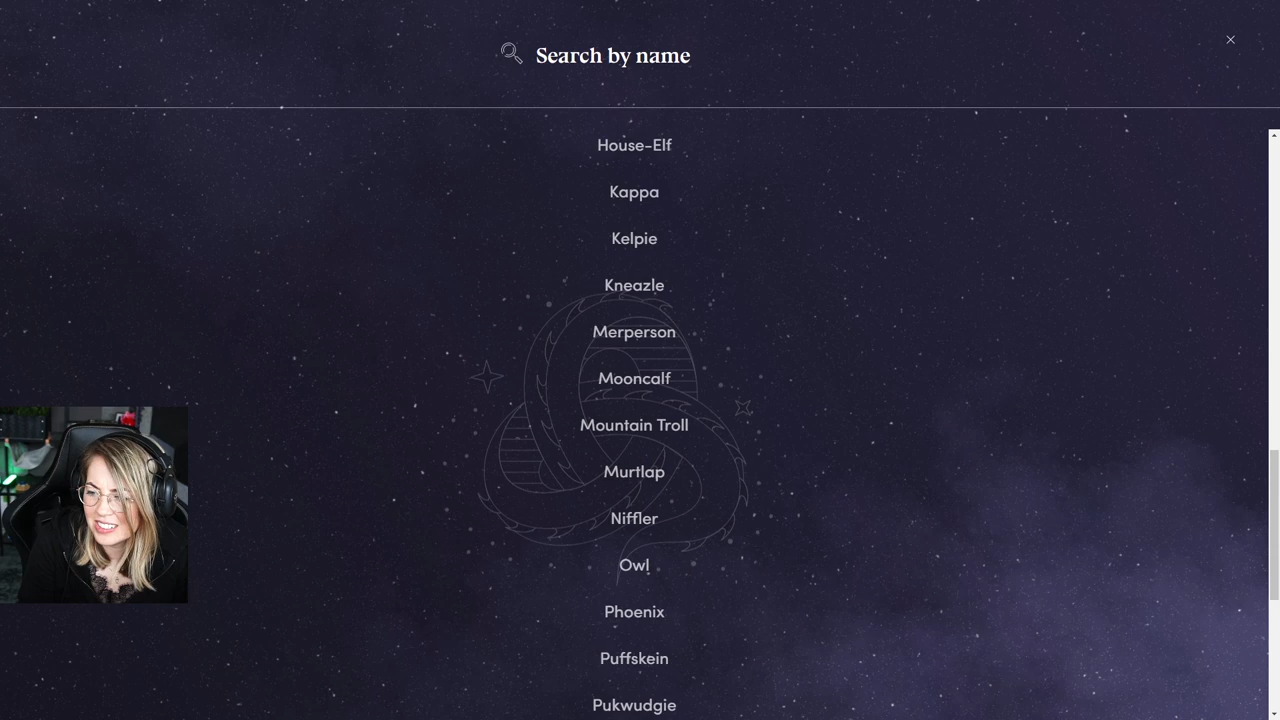 Search by name
House-Elf
Kappa
Kelpie
Kneazle
Merperson
Mooncalf
Mountain Troll
Murtlap
Niffler
Owl
Phoenix
Puffskein
Pukwudgie